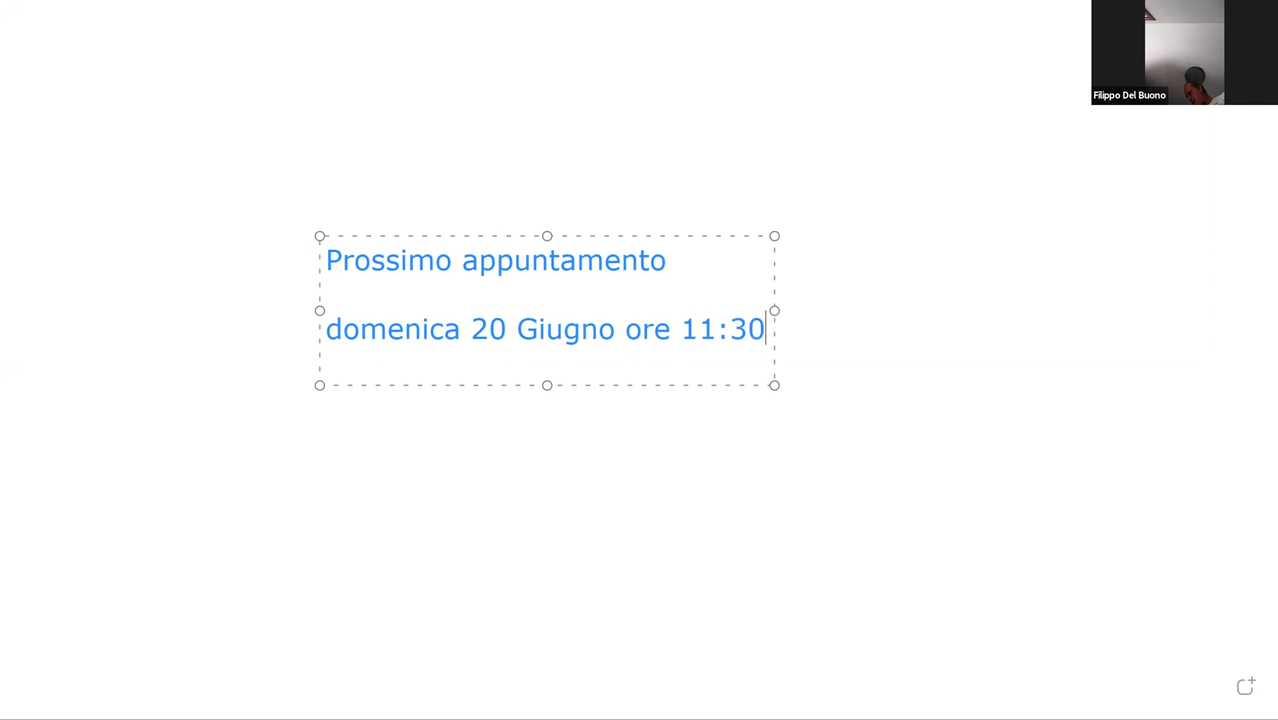 Filippo Del Buono
Prossimo appuntamento
domenica 20 Giugno ore 11:30